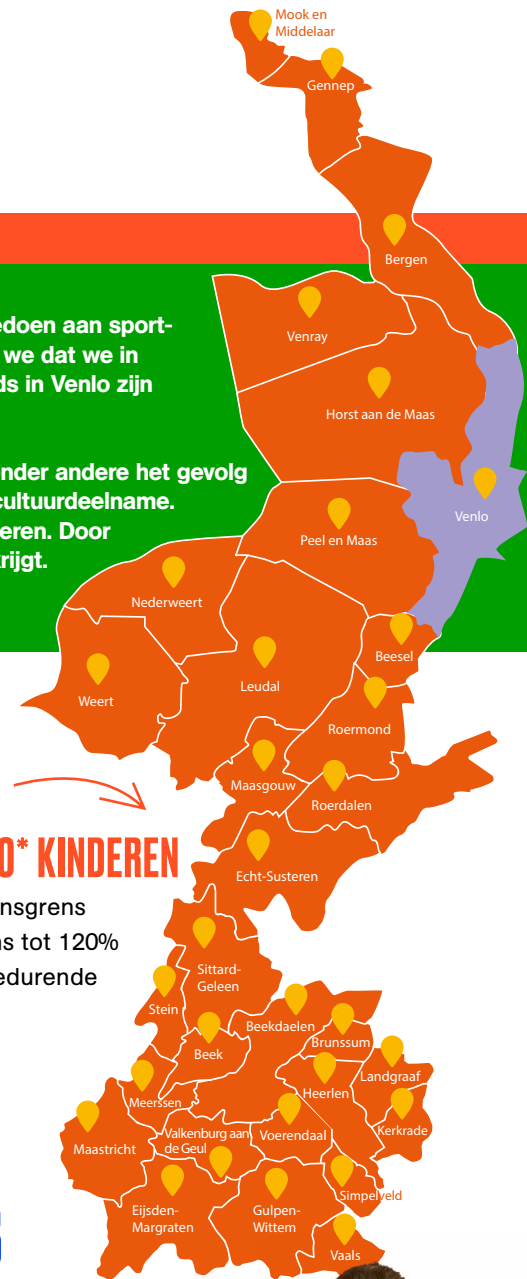 Mook en
Middelaar
Gennep
Bergen
edoen aan sport-
we dat we in
ds in Venlo zijn
Venray
Horst aan de Maas
nder andere het gevolg
cultuurdeelname.
eren. Door
rijgt.
Venlo
Peel en Maas
Nederweert
Beesel
Leudal
Weert
Roermond
Maasgouw
Roerdalen
0* KINDEREN
Echt-Susteren
nsgrens
ns tot 120%
edurende
Sittard-
Geleen
Stein
Beekdaelen
Brunssum
Beek
Landgraaf
Heerlen
Meerssen
Kerkrade
Maastricht
Valkenburg aan
de Geul
Voerendaal
Simpelveld
Eijsden-
Margraten
Gulpen-
Wittem
Vaals